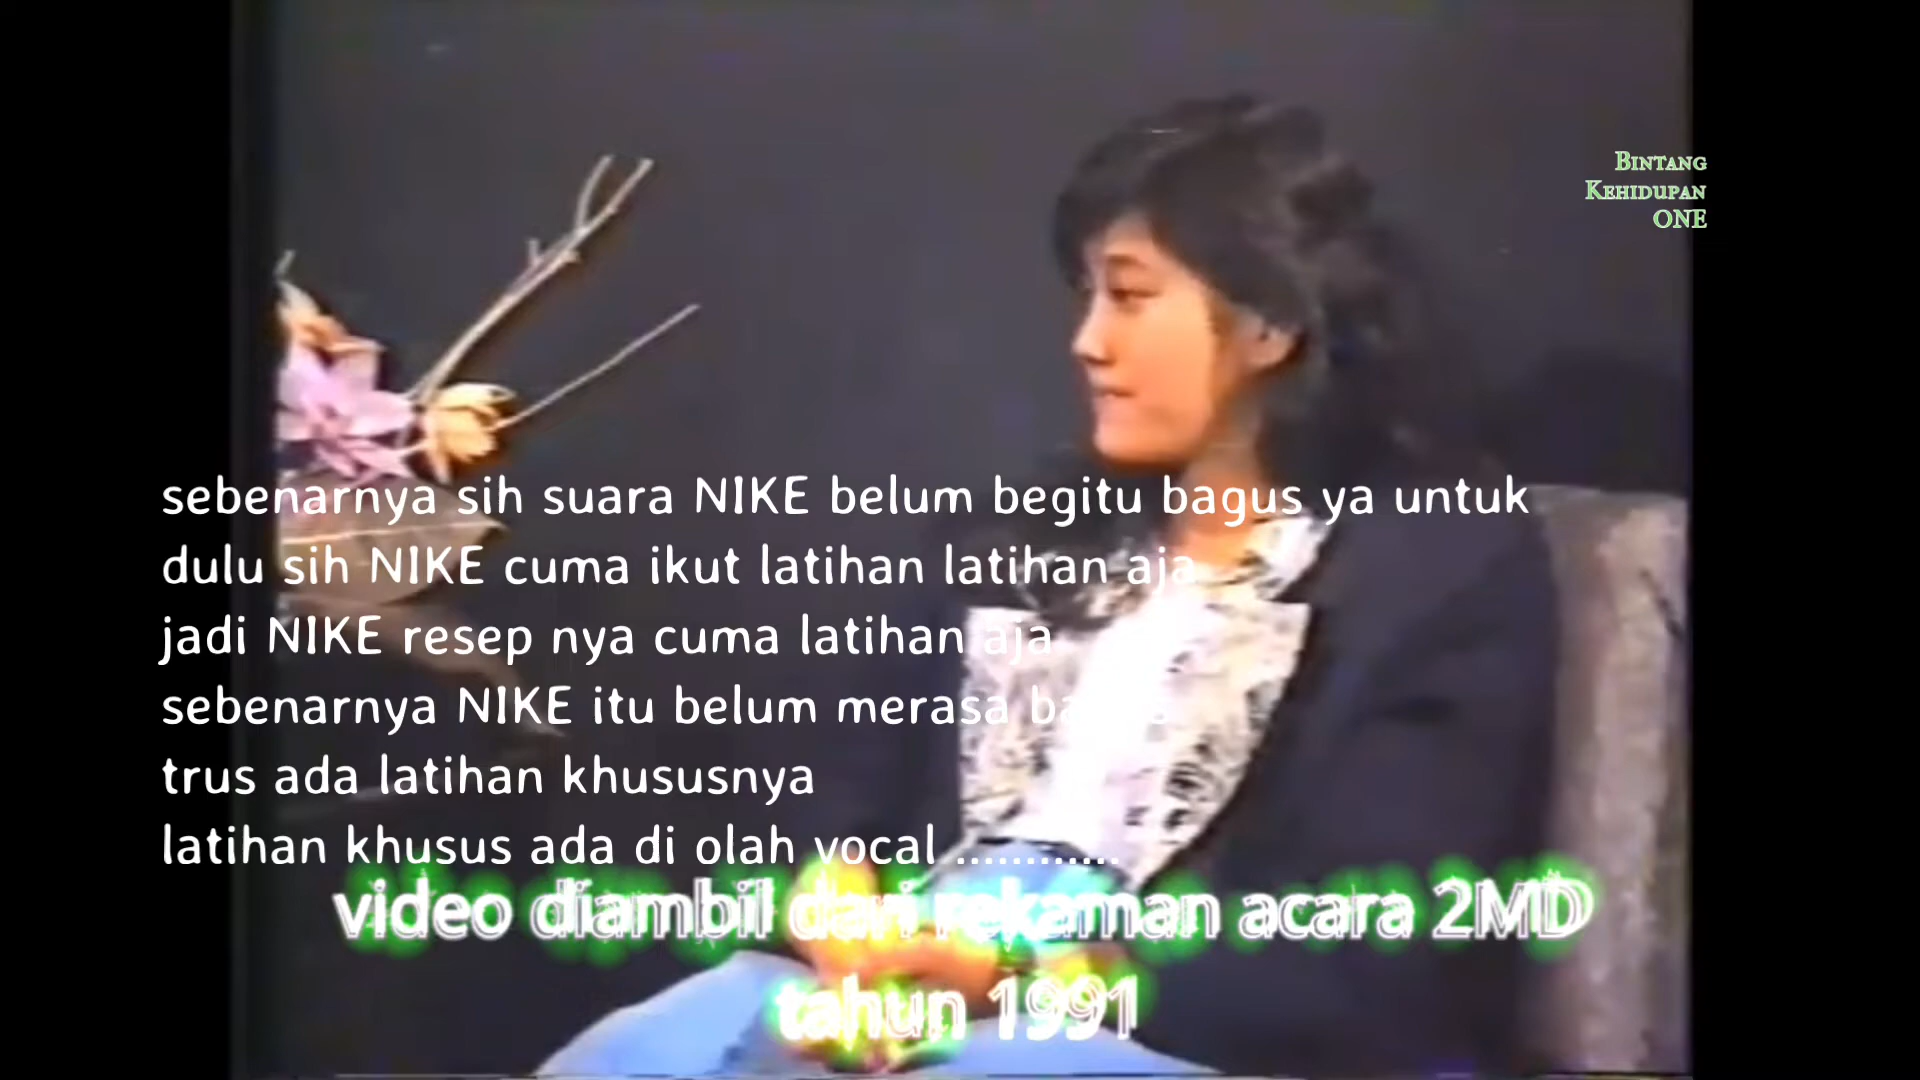 Bintang
Kehidupan
ONE
sebenarnya sih suara NIKE belum begitu bagus ya untuk
dulu sih NIKE cuma ikut latihan latihan aja
jadi NIKE resep nya cuma latihan aja
sebenarnya NIKE itu belum merasa
trus ada latihan khususnya
latihan khusus ada di olah vocal ............
video diambil dari rekaman acara 2MD
tahun 1991